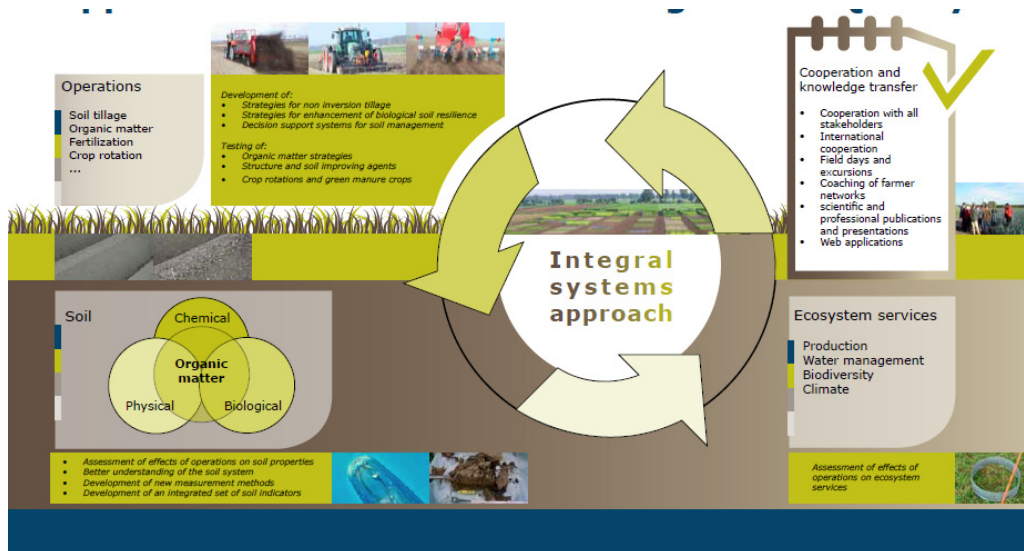 Operations
Soil tillage
Organic matter
Fertilization
Crop rotation
...
Development of:
• Strategies for non inversion tillage
• Strategies for enhancement of biological soil resilience
• Decision support systems for soil management
Testing of:
• Organic matter strategies
• Structure and soil improving agents
• Crop rotations and green manure crops
Cooperation and
knowledge transfer
• Cooperation with all
stakeholders
• International
cooperation
• Field days and
excursions
• Coaching of farmer
networks
• scientific and
professional publications
and presentations
• Web applications
Integral
systems
approach
Soil
Chemical
Organic
matter
Physical
Biological
• Assessment of effects of operations on soil properties
• Better understanding of the soil system
• Development of new measurement methods
• Development of an integrated set of soil indicators
Ecosystem services
Production
Water management
Biodiversity
Climate
Assessment of effects of
operations on ecosystem
services